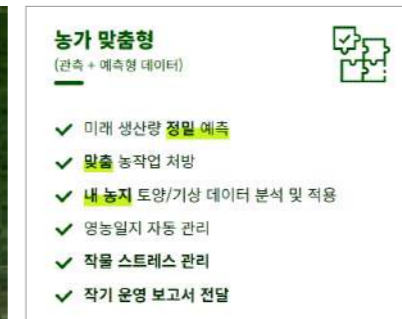 농가 맞춤형
(관측 + 예측형 데이터)
미래 생산량 정밀 예측
맞춤 농작업 처방
내 농지 토양/기상 데이터 분석 및 적용
영농일지 자동 관리
작물 스트레스 관리
작기 운영 보고서 전달